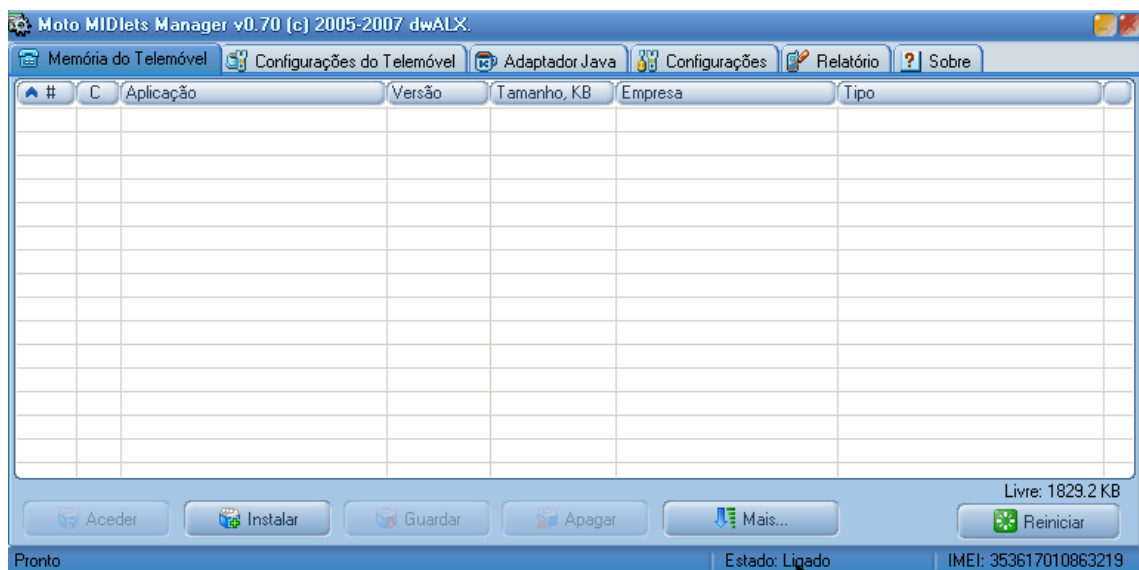 Moto MIDlets Manager v0.70 (c) 2005-2007 dwALX.
Memória do Telemóvel Configurações do Telemóvel Adaptador Java Configurações Relatório Sobre
# C Aplicação Versão Tamanho, KB Empresa Tipo
Livre: 1829.2 KB
Aceder Instalar Guardar Apagar Mais... Reiniciar
Pronto Estado: Ligado IMEI: 353617010863219